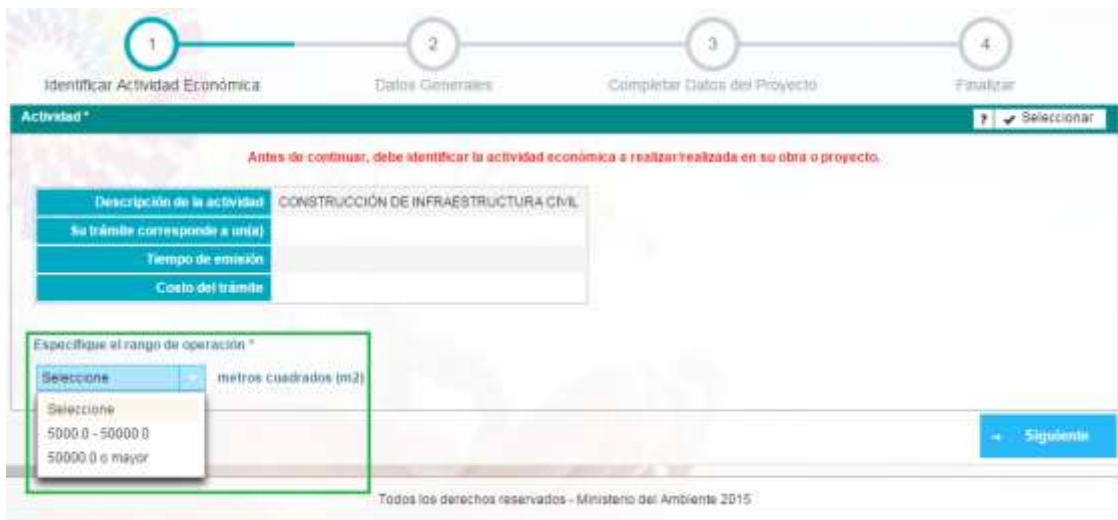 1 2 3 4
Identificar Actividad Económica Datos Generales Completar Datos del Proyecto Finalizar
Actividad * ? Seleccionar
Antes de continuar, debe identificar la actividad económica a realizar/realizada en su obra o proyecto.
Descripción de la actividad CONSTRUCCIÓN DE INFRAESTRUCTURA CIVIL
Su trámite corresponde a un(a)
Tiempo de emisión
Costo del trámite
Especifique el rango de operación *
Seleccione metros cuadrados (m2)
Seleccione
5000.0 - 50000.0
50000.0 o mayor
Siguiente
Todos los derechos reservados - Ministerio del Ambiente 2015